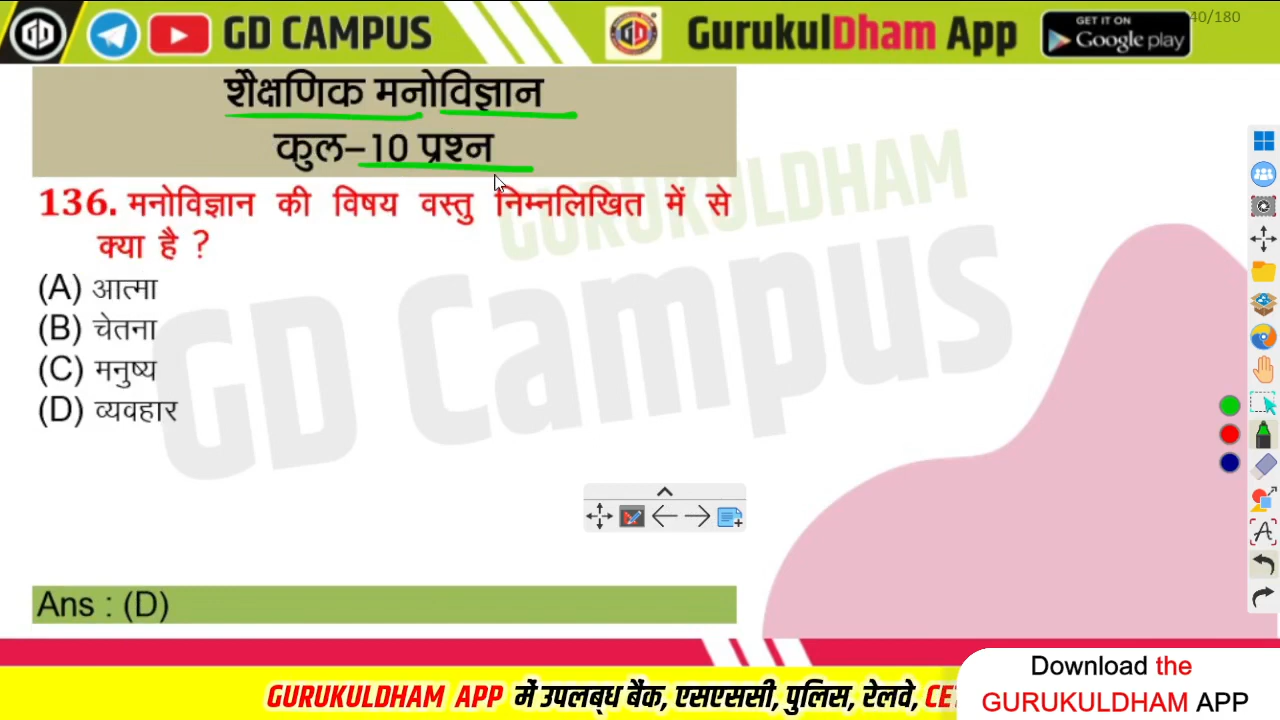 GD CAMPUS
GurukulDham App
GET IT ON
Google play
40/180
शैक्षणिक मनोविज्ञान
कुल–10 प्रश्न
136. मनोविज्ञान की विषय वस्तु निम्नलिखित में से
क्या है ?
(A) आत्मा
(B) चेतना
(C) मनुष्य
(D) व्यवहार
GURUKULDHAM
GD Campus
Ans : (D)
GURUKULDHAM APP में उपलब्ध बैंक, एसएससी, पुलिस, रेलवे, CE
Download the
GURUKULDHAM APP